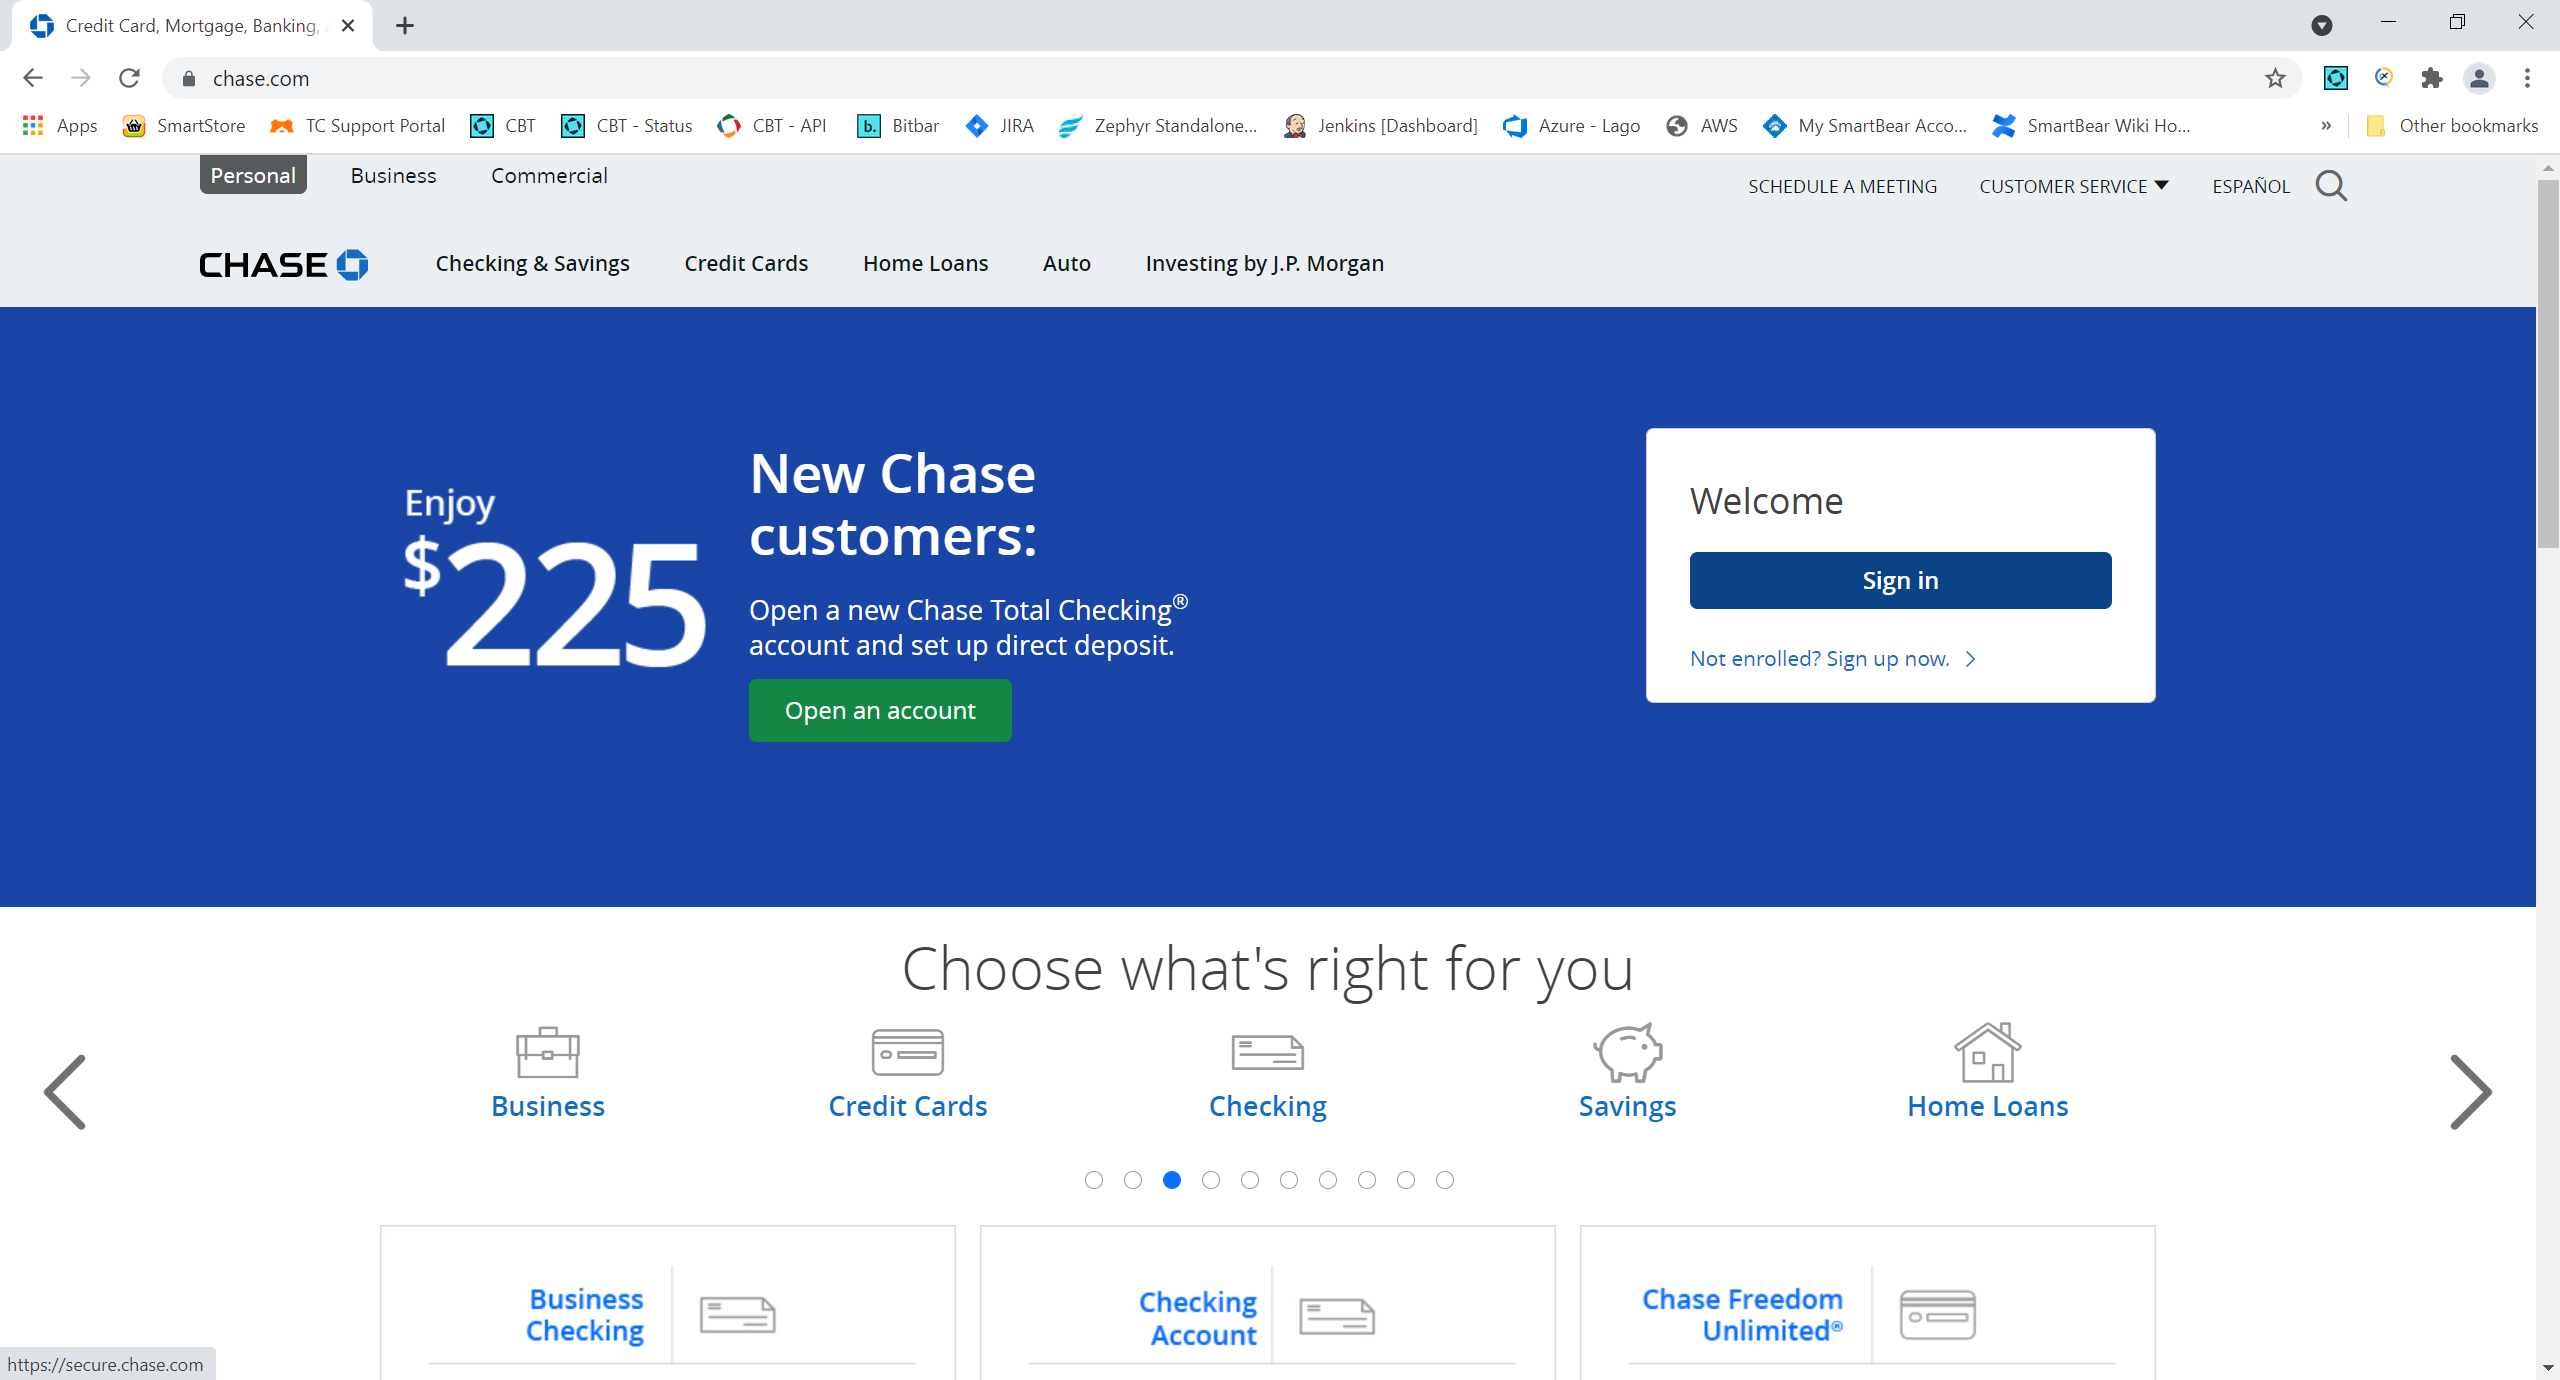 Credit Card, Mortgage, Banking,
chase.com
Apps SmartStore TC Support Portal CBT CBT - Status CBT - API Bitbar JIRA Zephyr Standalone... Jenkins [Dashboard] Azure - Lago AWS My SmartBear Acco... SmartBear Wiki Ho... » Other bookmarks
Personal Business Commercial
SCHEDULE A MEETING CUSTOMER SERVICE ESPAÑOL
CHASE Checking & Savings Credit Cards Home Loans Auto Investing by J.P. Morgan
Enjoy
$225
New Chase
customers:
Open a new Chase Total Checking®
account and set up direct deposit.
Open an account
Welcome
Sign in
Not enrolled? Sign up now.
Choose what's right for you
Business Credit Cards Checking Savings Home Loans
Business
Checking
Checking
Account
Chase Freedom
Unlimited®
https://secure.chase.com